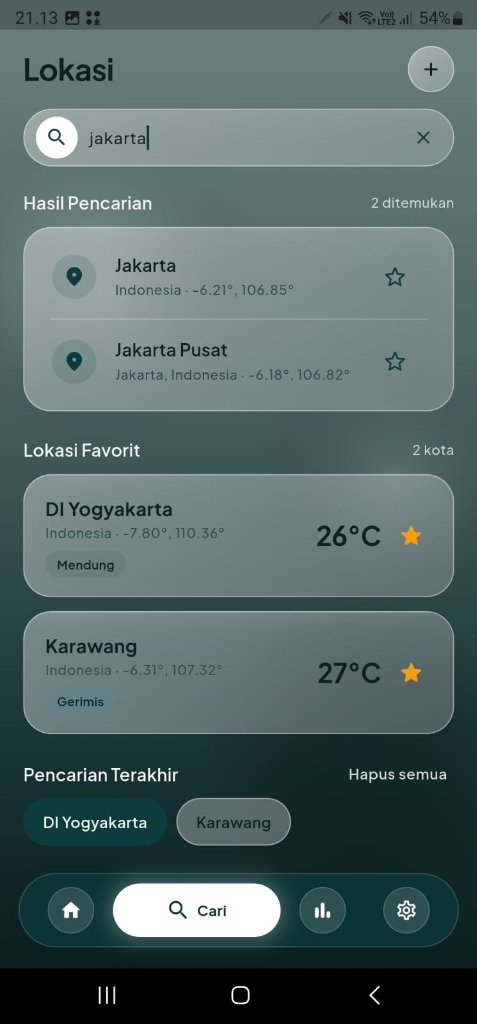 21.13
Vo))
LTE2
54%
Lokasi
+
jakarta
Hasil Pencarian
2 ditemukan
Jakarta
Indonesia · -6.21°, 106.85°
Jakarta Pusat
Jakarta, Indonesia · -6.18°, 106.82°
Lokasi Favorit
2 kota
DI Yogyakarta
Indonesia · -7.80°, 110.36°
26°C
Mendung
Karawang
Indonesia · -6.31°, 107.32°
27°C
Gerimis
Pencarian Terakhir
Hapus semua
DI Yogyakarta
Karawang
Cari